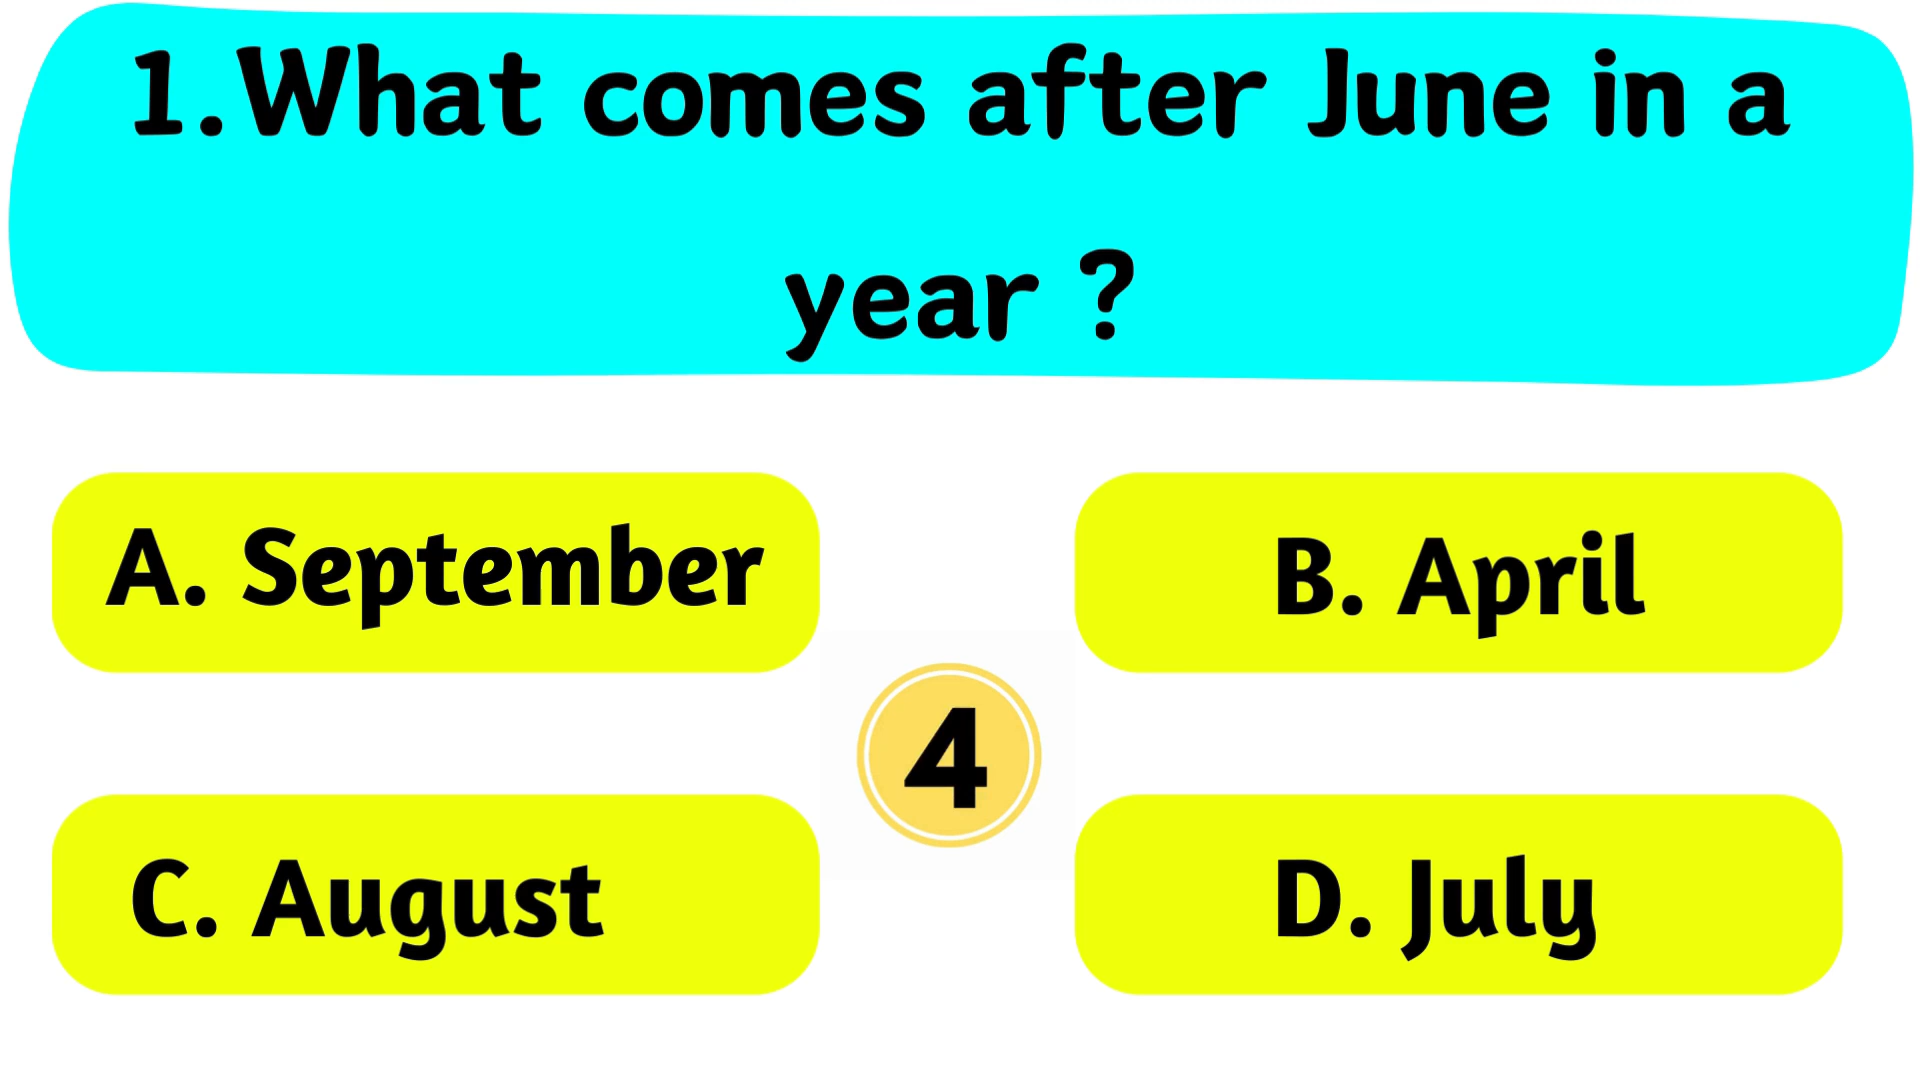 1.What comes after June in a
year ?
A. September
B. April
4
C. August
D. July